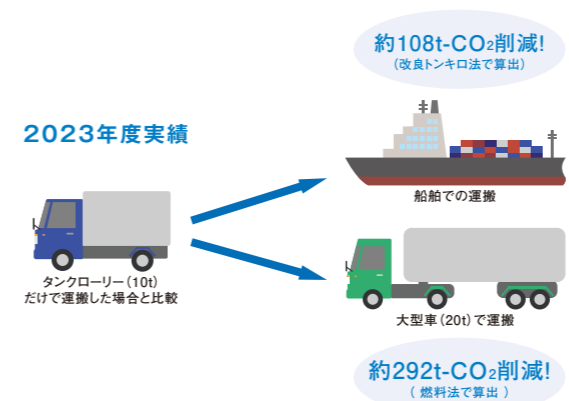 約108t-CO₂削減!
(改良トンキロ法で算出)
2023年度実績
船舶での運搬
タンクローリー(10t)
だけで運搬した場合と比較
大型車(20t)で運搬
約292t-CO₂削減!
( 燃料法で算出 )